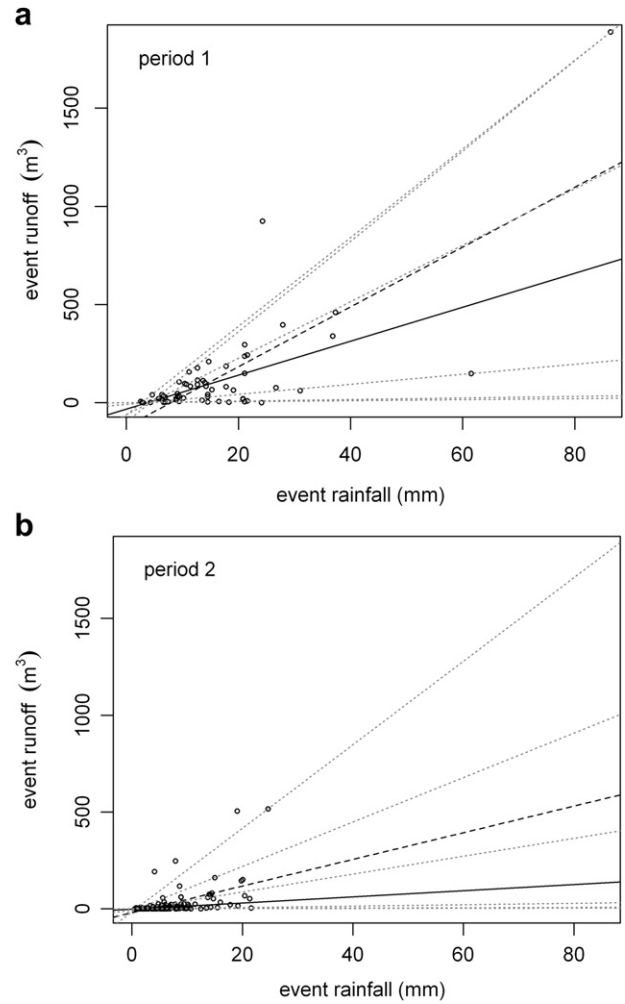 a
period 1
event runoff (m³)
1500
1000
500
0
0 20 40 60 80
event rainfall (mm)
b
period 2
event runoff (m³)
1500
1000
500
0
0 20 40 60 80
event rainfall (mm)